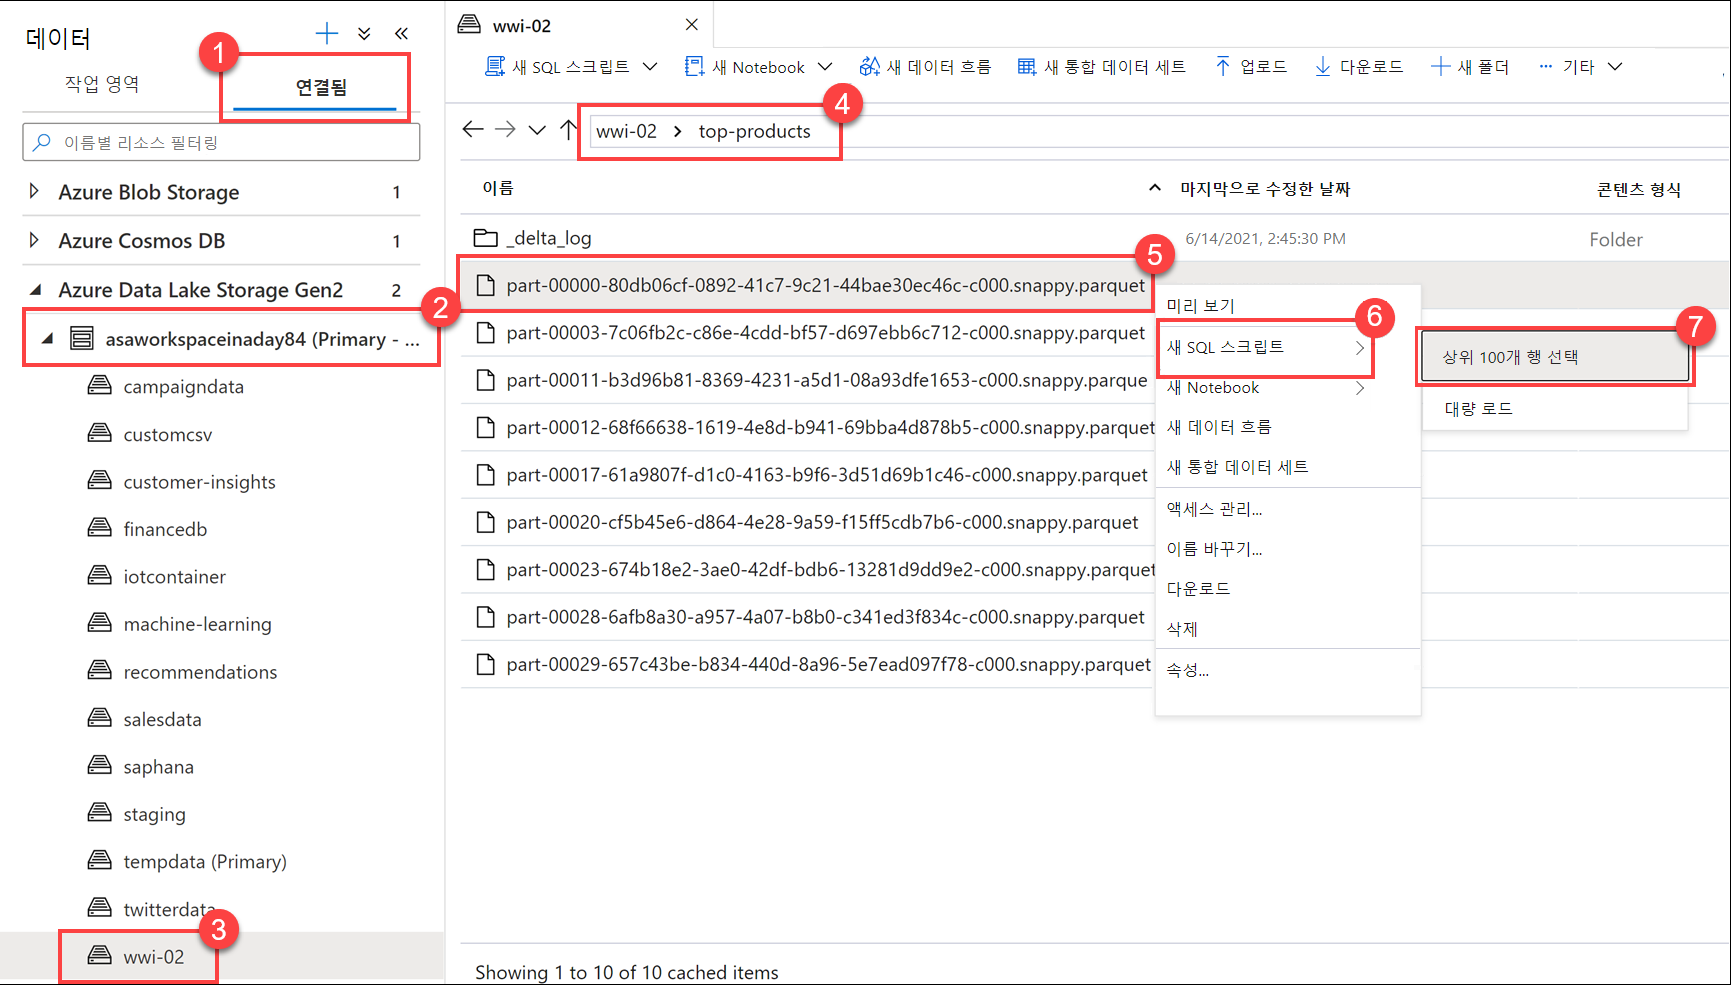 데이터
1
작업 영역
연결됨
이름별 리소스 필터링
Azure Blob Storage 1
Azure Cosmos DB 1
Azure Data Lake Storage Gen2 2
2
asaworkspaceinaday84 (Primary - ...
campaigndata
customcsv
customer-insights
financedb
iotcontainer
machine-learning
recommendations
salesdata
saphana
staging
tempdata (Primary)
twitterdata
3
wwi-02
wwi-02
새 SQL 스크립트 새 Notebook 새 데이터 흐름 새 통합 데이터 세트 업로드 다운로드 새 폴더 ··· 기타
4
wwi-02 > top-products
이름 마지막으로 수정한 날짜 콘텐츠 형식
_delta_log 6/14/2021, 2:45:30 PM Folder
5
part-00000-80db06cf-0892-41c7-9c21-44bae30ec46c-c000.snappy.parquet
part-00003-7c06fb2c-c86e-4cdd-bf57-d697ebb6c712-c000.snappy.parquet
part-00011-b3d96b81-8369-4231-a5d1-08a93dfe1653-c000.snappy.parque
part-00012-68f66638-1619-4e8d-b941-69bba4d878b5-c000.snappy.parquet
part-00017-61a9807f-d1c0-4163-b9f6-3d51d69b1c46-c000.snappy.parquet
part-00020-cf5b45e6-d864-4e28-9a59-f15ff5cdb7b6-c000.snappy.parquet
part-00023-674b18e2-3ae0-42df-bdb6-13281d9dd9e2-c000.snappy.parquet
part-00028-6afb8a30-a957-4a07-b8b0-c341ed3f834c-c000.snappy.parquet
part-00029-657c43be-b834-440d-8a96-5e7ead097f78-c000.snappy.parquet
미리 보기
6
새 SQL 스크립트
새 Notebook
새 데이터 흐름
새 통합 데이터 세트
액세스 관리...
이름 바꾸기...
다운로드
삭제
속성...
7
상위 100개 행 선택
대량 로드
Showing 1 to 10 of 10 cached items